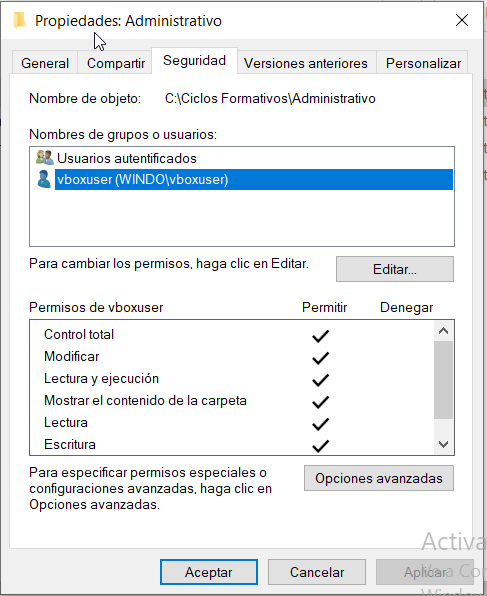 Propiedades: Administrativo
General Compartir Seguridad Versiones anteriores Personalizar
Nombre de objeto: C:\Ciclos Formativos\Administrativo
Nombres de grupos o usuarios:
Usuarios autentificados
vboxuser (WINDO\vboxuser)
Para cambiar los permisos, haga clic en Editar.
Editar...
Permisos de vboxuser Permitir Denegar
Control total
Modificar
Lectura y ejecución
Mostrar el contenido de la carpeta
Lectura
Escritura
Para especificar permisos especiales o
configuraciones avanzadas, haga clic en
Opciones avanzadas.
Opciones avanzadas
Activa
Ve a Co
Aceptar Cancelar Aplicar
Window